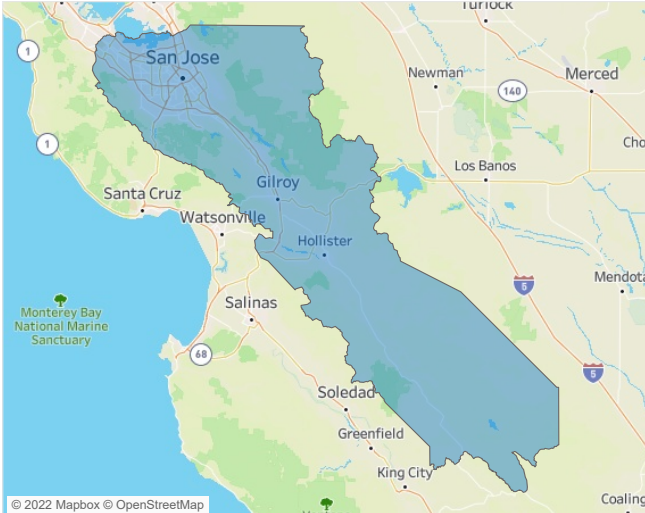 Turlock
1
San Jose
Newman
Merced
140
1
Cho
Los Banos
Santa Cruz
Gilroy
Watsonville
Hollister
5
Mendota
Monterey Bay
National Marine
Sanctuary
Salinas
68
5
Soledad
Greenfield
King City
Coaling
© 2022 Mapbox © OpenStreetMap